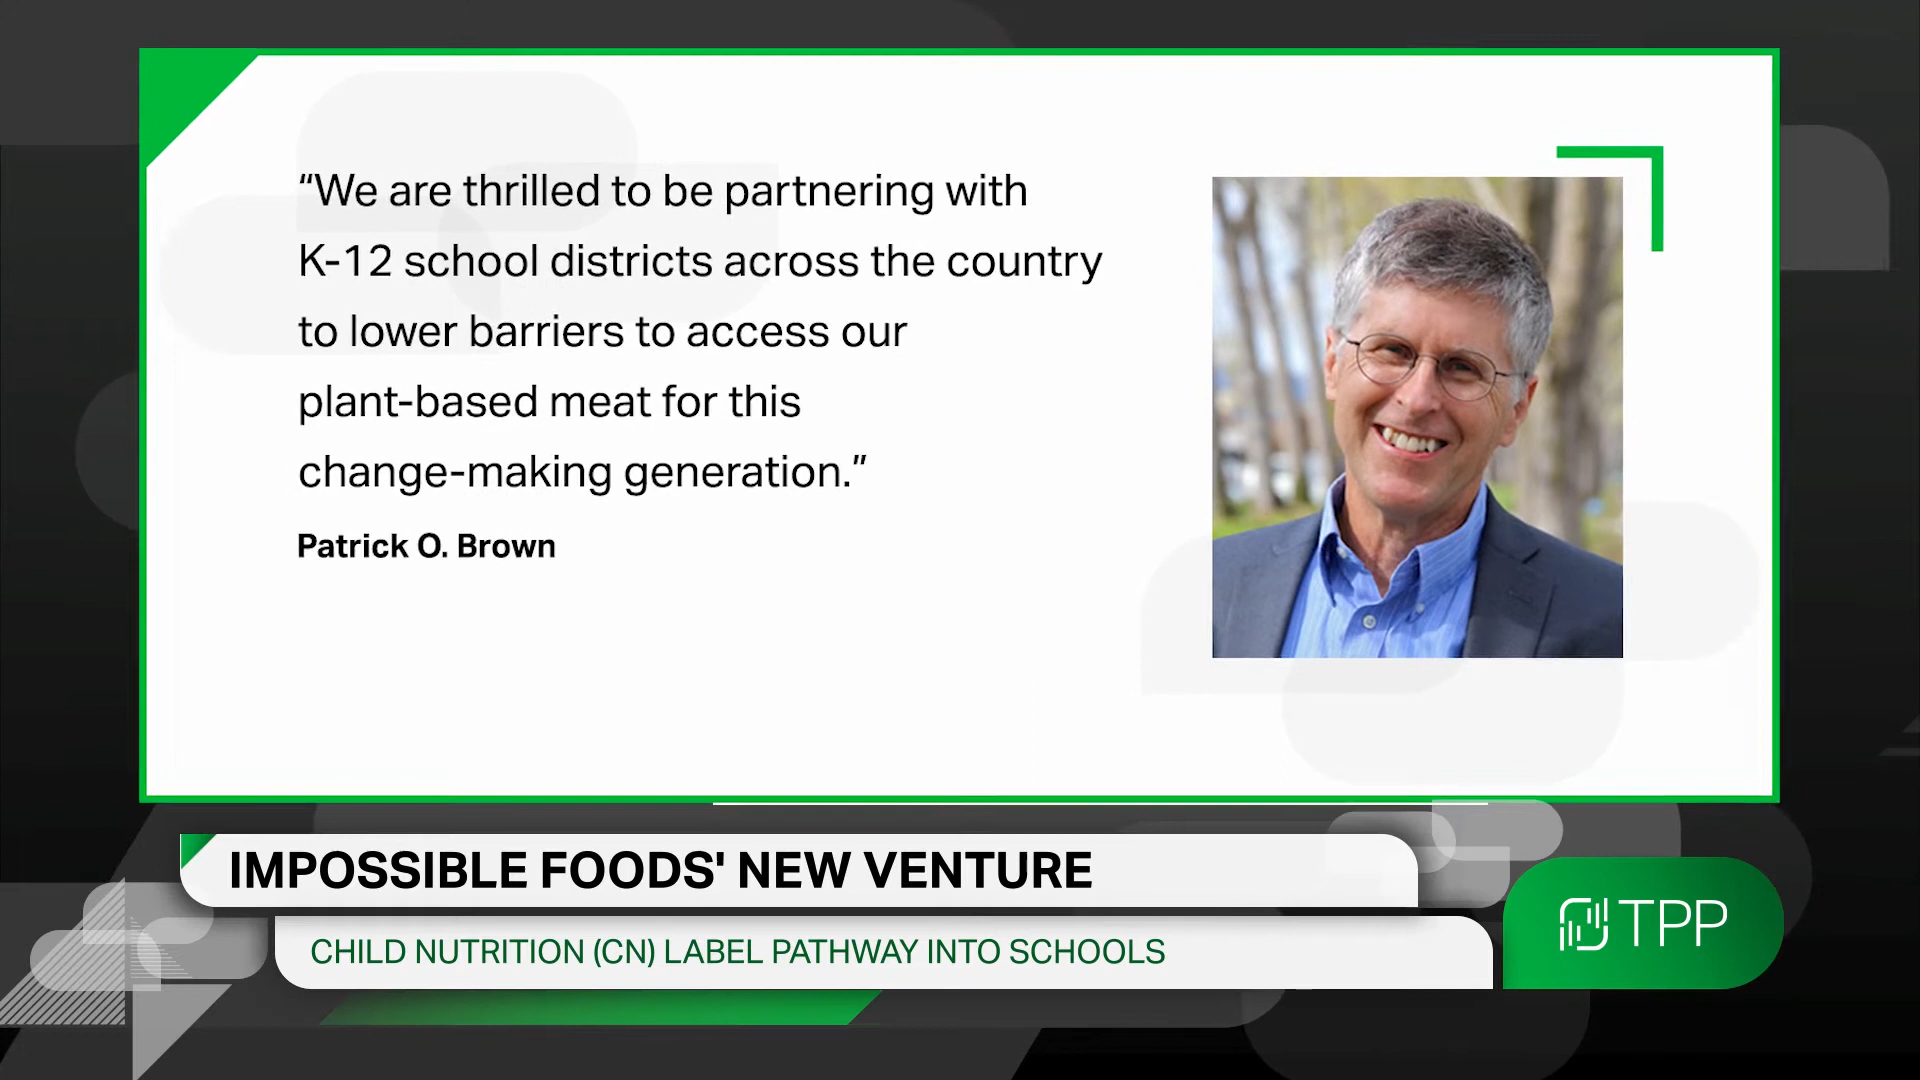 “We are thrilled to be partnering with
K-12 school districts across the country
to lower barriers to access our
plant-based meat for this
change-making generation.”
Patrick O. Brown
IMPOSSIBLE FOODS' NEW VENTURE
CHILD NUTRITION (CN) LABEL PATHWAY INTO SCHOOLS
TPP